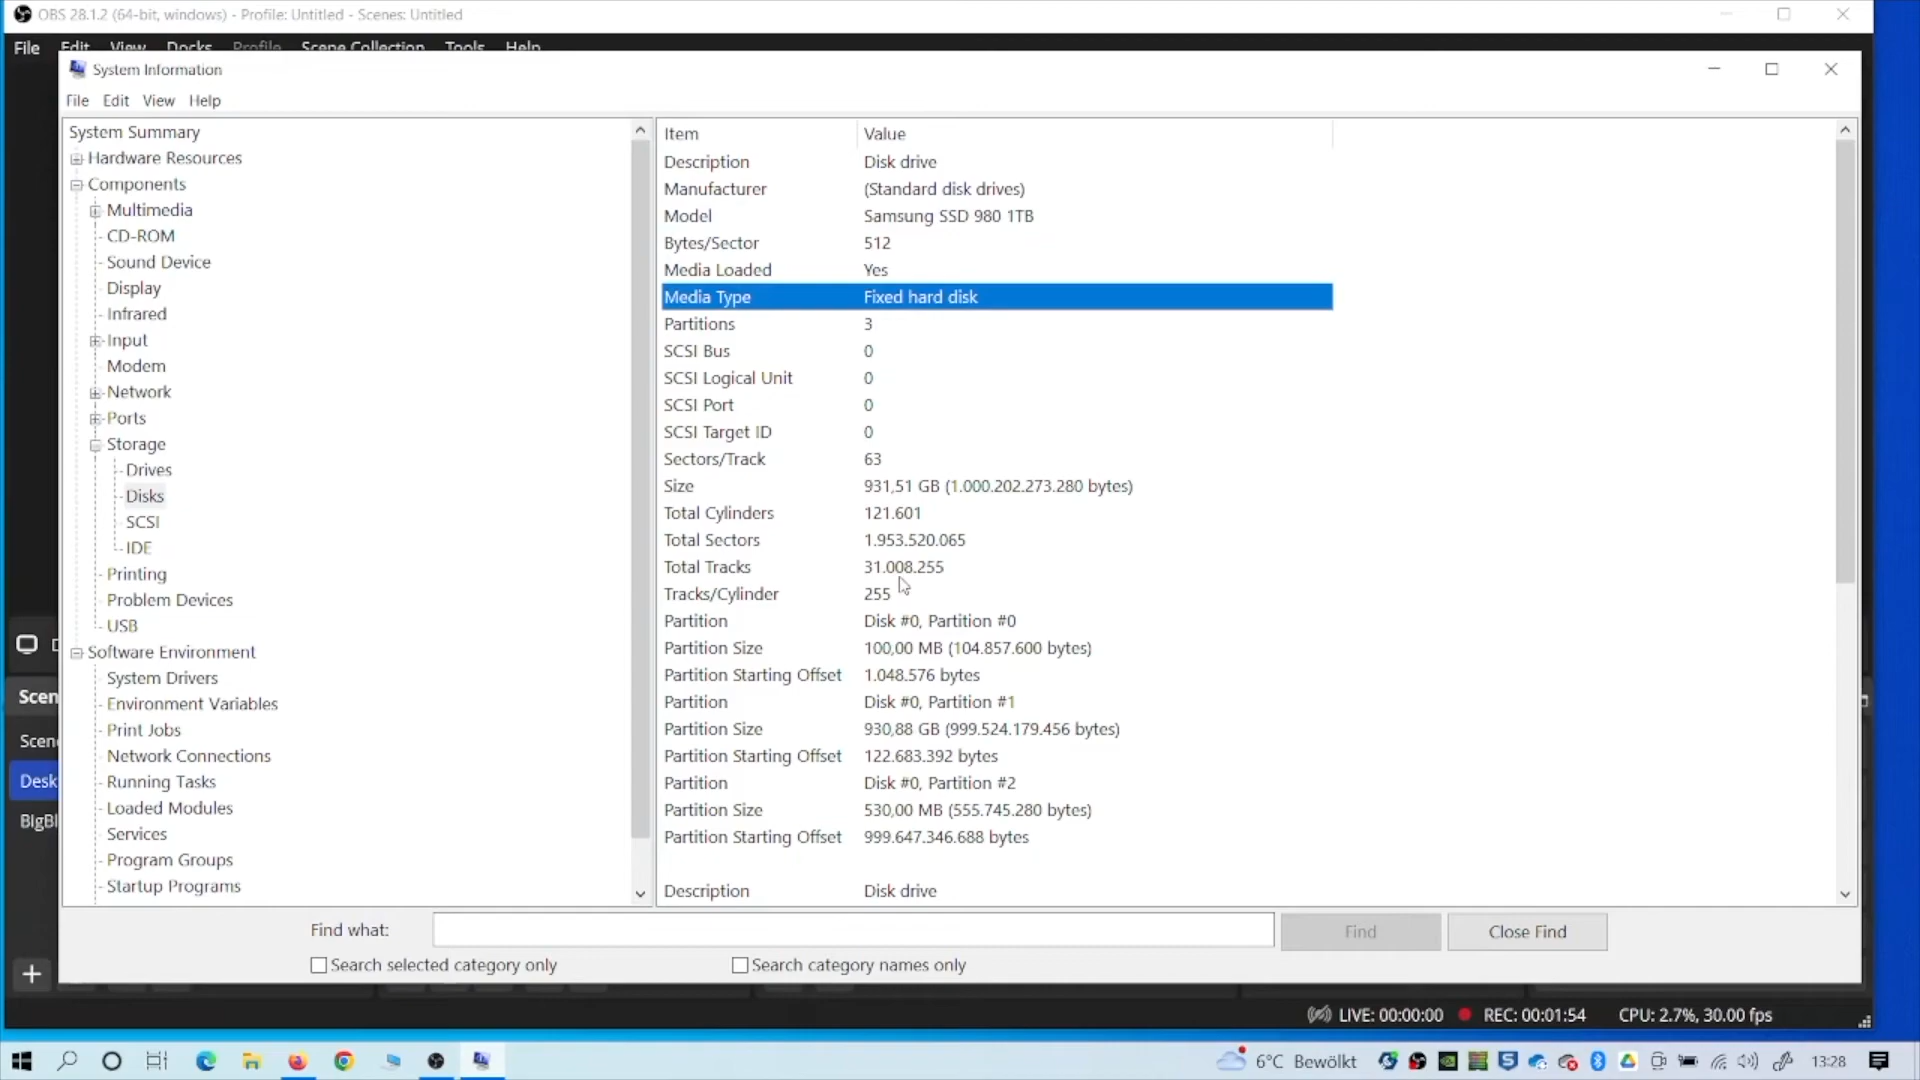 OBS 28.1.2 (64-bit, windows) - Profile: Untitled - Scenes: Untitled
File Edit View Docks Profile Scene Collection Tools Help
System Information
File Edit View Help
System Summary
Hardware Resources
Components
Multimedia
CD-ROM
Sound Device
Display
Infrared
Input
Modem
Network
Ports
Storage
Drives
Disks
SCSI
IDE
Printing
Problem Devices
USB
Software Environment
System Drivers
Environment Variables
Print Jobs
Network Connections
Running Tasks
Loaded Modules
Services
Program Groups
Startup Programs
Item Value
Description Disk drive
Manufacturer (Standard disk drives)
Model Samsung SSD 980 1TB
Bytes/Sector 512
Media Loaded Yes
Media Type Fixed hard disk
Partitions 3
SCSI Bus 0
SCSI Logical Unit 0
SCSI Port 0
SCSI Target ID 0
Sectors/Track 63
Size 931,51 GB (1.000.202.273.280 bytes)
Total Cylinders 121.601
Total Sectors 1.953.520.065
Total Tracks 31.008.255
Tracks/Cylinder 255
Partition Disk #0, Partition #0
Partition Size 100,00 MB (104.857.600 bytes)
Partition Starting Offset 1.048.576 bytes
Partition Disk #0, Partition #1
Partition Size 930,88 GB (999.524.179.456 bytes)
Partition Starting Offset 122.683.392 bytes
Partition Disk #0, Partition #2
Partition Size 530,00 MB (555.745.280 bytes)
Partition Starting Offset 999.647.346.688 bytes
Description Disk drive
Scen
Scen
Desk
BigBl
Find what:
Find
Close Find
Search selected category only
Search category names only
LIVE: 00:00:00 REC: 00:01:54 CPU: 2.7%, 30.00 fps
6°C Bewölkt 13:28